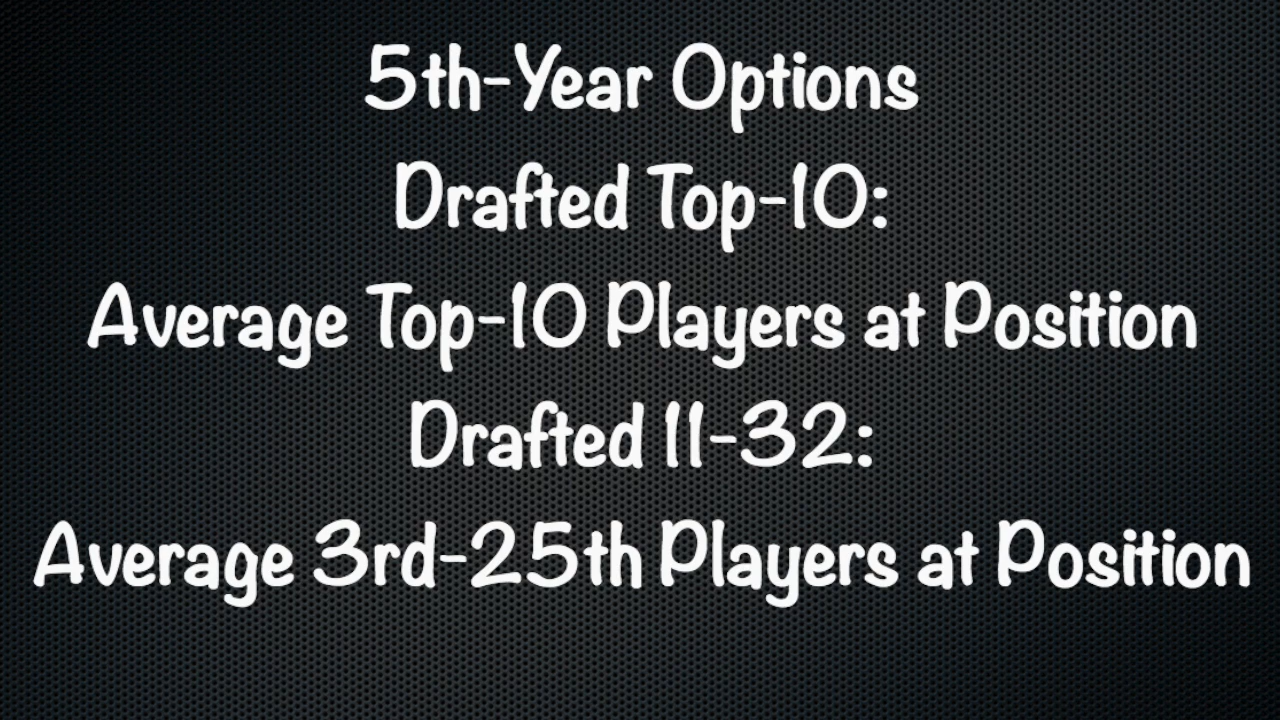 5th-Year Options
Drafted Top-10:
Average Top-10 Players at Position
Drafted 11-32:
Average 3rd-25th Players at Position